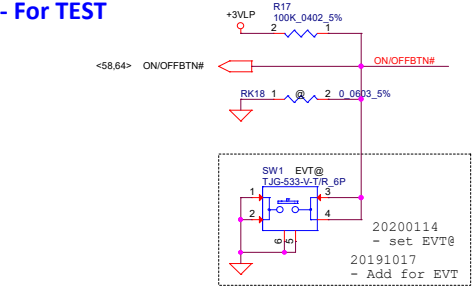 - For TEST
R17
+3VLP
100K_0402_5%
2 1
<58,64> ON/OFFBTN#
ON/OFFBTN#
RK18 1 @ 2 0_0603_5%
SW1 EVT@
TJG-533-V-T/R_6P
1 3
2 4
6 5
20200114
- set EVT@
20191017
- Add for EVT